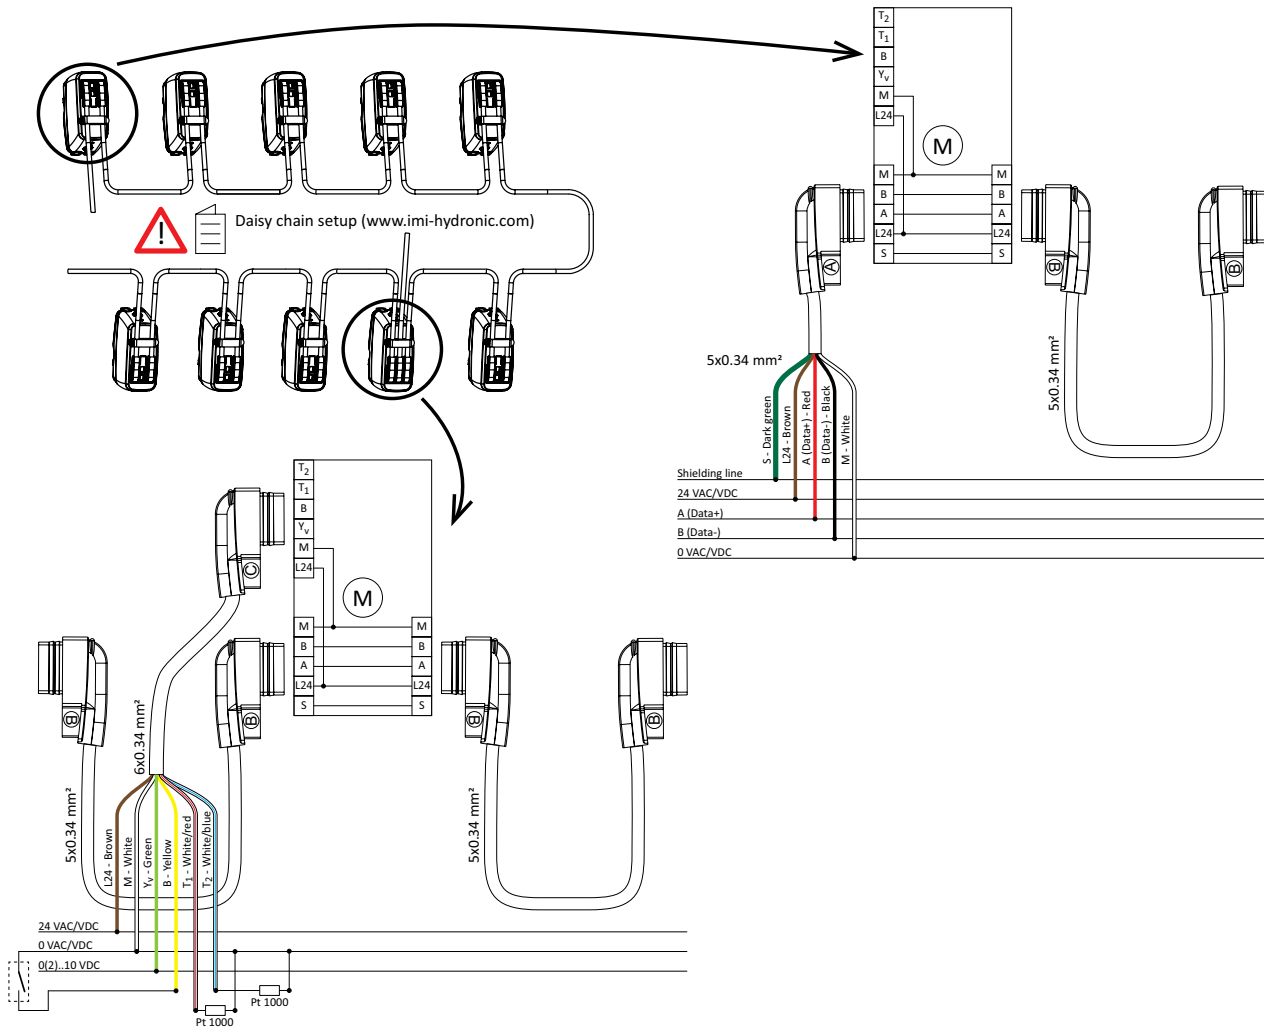 Daisy chain setup (www.imi-hydronic.com)
T2
T1
B
Yv
M
L24
M
M
B
A
L24
S
M
B
A
L24
S
A
B
B
5x0.34 mm²
5x0.34 mm²
S - Dark green
L24 - Brown
A (Data+) - Red
B (Data-) - Black
M - White
Shielding line
24 VAC/VDC
A (Data+)
B (Data-)
0 VAC/VDC
T2
T1
B
Yv
M
L24
M
M
B
A
L24
S
M
B
A
L24
S
C
B
B
B
B
6x0.34 mm²
5x0.34 mm²
5x0.34 mm²
L24 - Brown
M - White
Yv - Green
B - Yellow
T1 - White/red
T2 - White/blue
24 VAC/VDC
0 VAC/VDC
0(2)..10 VDC
Pt 1000
Pt 1000